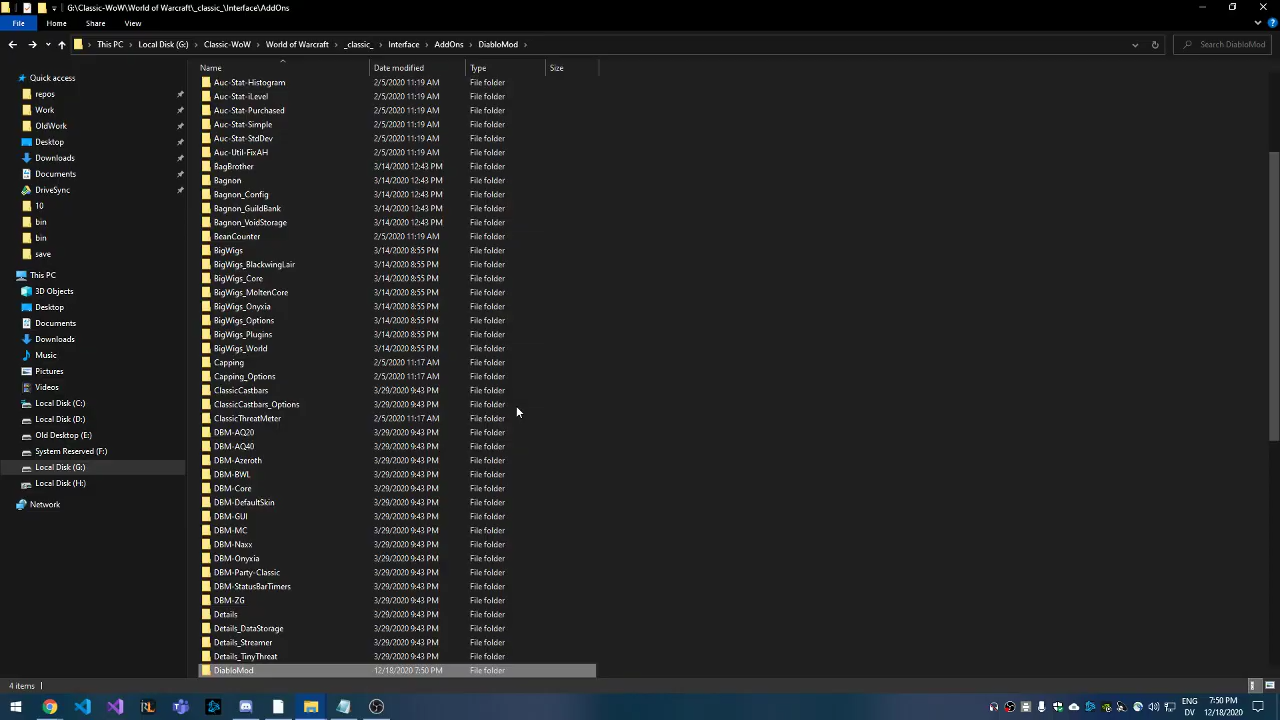 G:\Classic-WoW\World of Warcraft\_classic_\Interface\AddOns
File Home Share View
This PC Local Disk (G:) Classic-WoW World of Warcraft _classic_ Interface AddOns DiabloMod Search DiabloMod
Name Date modified Type Size
Quick access
repos
Work
OldWork
Desktop
Downloads
Documents
DriveSync
10
bin
bin
save
This PC
3D Objects
Desktop
Documents
Downloads
Music
Pictures
Videos
Local Disk (C:)
Local Disk (D:)
Old Desktop (E:)
System Reserved (F:)
Local Disk (G:)
Local Disk (H:)
Network
Auc-Stat-Histogram 2/5/2020 11:19 AM File folder
Auc-Stat-iLevel 2/5/2020 11:19 AM File folder
Auc-Stat-Purchased 2/5/2020 11:19 AM File folder
Auc-Stat-Simple 2/5/2020 11:19 AM File folder
Auc-Stat-StdDev 2/5/2020 11:19 AM File folder
Auc-Util-FixAH 2/5/2020 11:19 AM File folder
BagBrother 3/14/2020 12:43 PM File folder
Bagnon 3/14/2020 12:43 PM File folder
Bagnon_Config 3/14/2020 12:43 PM File folder
Bagnon_GuildBank 3/14/2020 12:43 PM File folder
Bagnon_VoidStorage 3/14/2020 12:43 PM File folder
BeanCounter 2/5/2020 11:19 AM File folder
BigWigs 3/14/2020 8:55 PM File folder
BigWigs_BlackwingLair 3/14/2020 8:55 PM File folder
BigWigs_Core 3/14/2020 8:55 PM File folder
BigWigs_MoltenCore 3/14/2020 8:55 PM File folder
BigWigs_Onyxia 3/14/2020 8:55 PM File folder
BigWigs_Options 3/14/2020 8:55 PM File folder
BigWigs_Plugins 3/14/2020 8:55 PM File folder
BigWigs_World 3/14/2020 8:55 PM File folder
Capping 2/5/2020 11:17 AM File folder
Capping_Options 2/5/2020 11:17 AM File folder
ClassicCastbars 3/29/2020 9:43 PM File folder
ClassicCastbars_Options 3/29/2020 9:43 PM File folder
ClassicThreatMeter 2/5/2020 11:17 AM File folder
DBM-AQ20 3/29/2020 9:43 PM File folder
DBM-AQ40 3/29/2020 9:43 PM File folder
DBM-Azeroth 3/29/2020 9:43 PM File folder
DBM-BWL 3/29/2020 9:43 PM File folder
DBM-Core 3/29/2020 9:43 PM File folder
DBM-DefaultSkin 3/29/2020 9:43 PM File folder
DBM-GUI 3/29/2020 9:43 PM File folder
DBM-MC 3/29/2020 9:43 PM File folder
DBM-Naxx 3/29/2020 9:43 PM File folder
DBM-Onyxia 3/29/2020 9:43 PM File folder
DBM-Party-Classic 3/29/2020 9:43 PM File folder
DBM-StatusBarTimers 3/29/2020 9:43 PM File folder
DBM-ZG 3/29/2020 9:43 PM File folder
Details 3/29/2020 9:43 PM File folder
Details_DataStorage 3/29/2020 9:43 PM File folder
Details_Streamer 3/29/2020 9:43 PM File folder
Details_TinyThreat 3/29/2020 9:43 PM File folder
DiabloMod 12/18/2020 7:50 PM File folder
4 items
ENG 7:50 PM
DV 12/18/2020